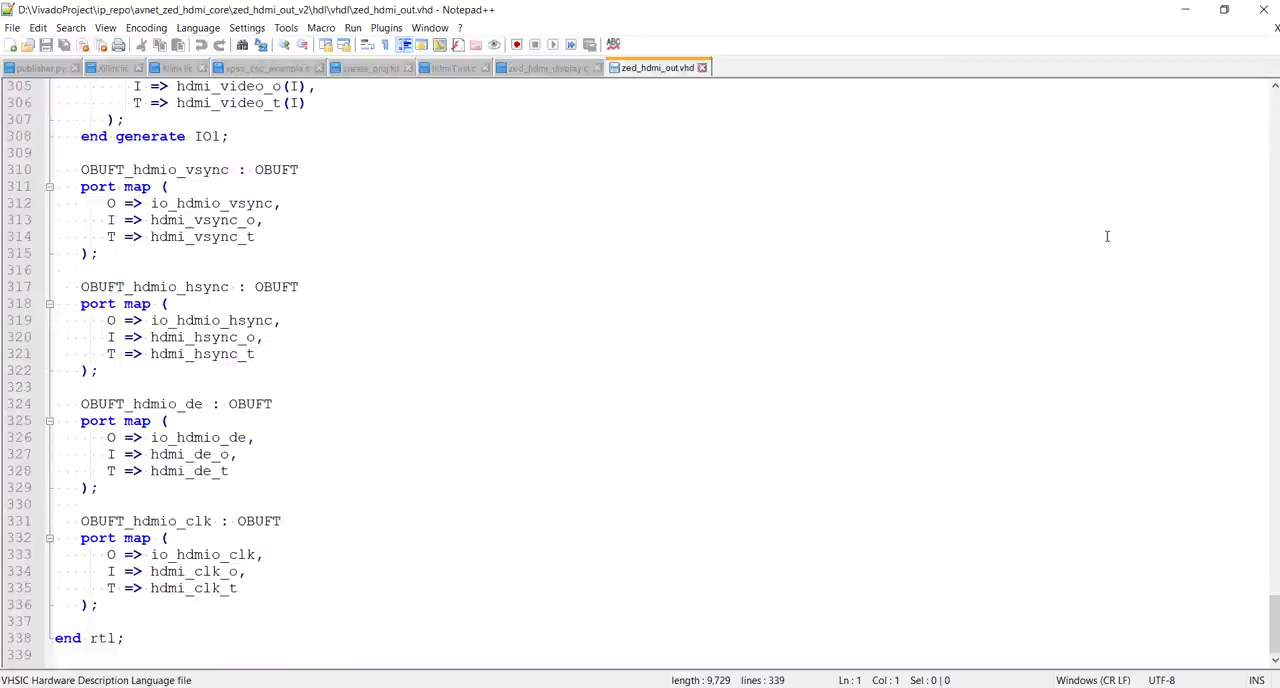 D:\VivadoProject\ip_repo\avnet_zed_hdmi_core\zed_hdmi_out_v2\hdl\vhdl\zed_hdmi_out.vhd - Notepad++
File Edit Search View Encoding Language Settings Tools Macro Run Plugins Window ?
publisher.py Xilinx.lic Xilinx.lic hdmiTest.c zed_hdmi_display.c zed_hdmi_out.vhd
305 I => hdmi_video_o(I),
306 T => hdmi_video_t(I)
307 );
308 end generate IO1;
309
310 OBUFT_hdmio_vsync : OBUFT
311 port map (
312 O => io_hdmio_vsync,
313 I => hdmi_vsync_o,
314 T => hdmi_vsync_t
315 );
316
317 OBUFT_hdmio_hsync : OBUFT
318 port map (
319 O => io_hdmio_hsync,
320 I => hdmi_hsync_o,
321 T => hdmi_hsync_t
322 );
323
324 OBUFT_hdmio_de : OBUFT
325 port map (
326 O => io_hdmio_de,
327 I => hdmi_de_o,
328 T => hdmi_de_t
329 );
330
331 OBUFT_hdmio_clk : OBUFT
332 port map (
333 O => io_hdmio_clk,
334 I => hdmi_clk_o,
335 T => hdmi_clk_t
336 );
337
338 end rtl;
339
VHSIC Hardware Description Language file length : 9,729 lines : 339 Ln : 1 Col : 1 Sel : 0 | 0 Windows (CR LF) UTF-8 INS